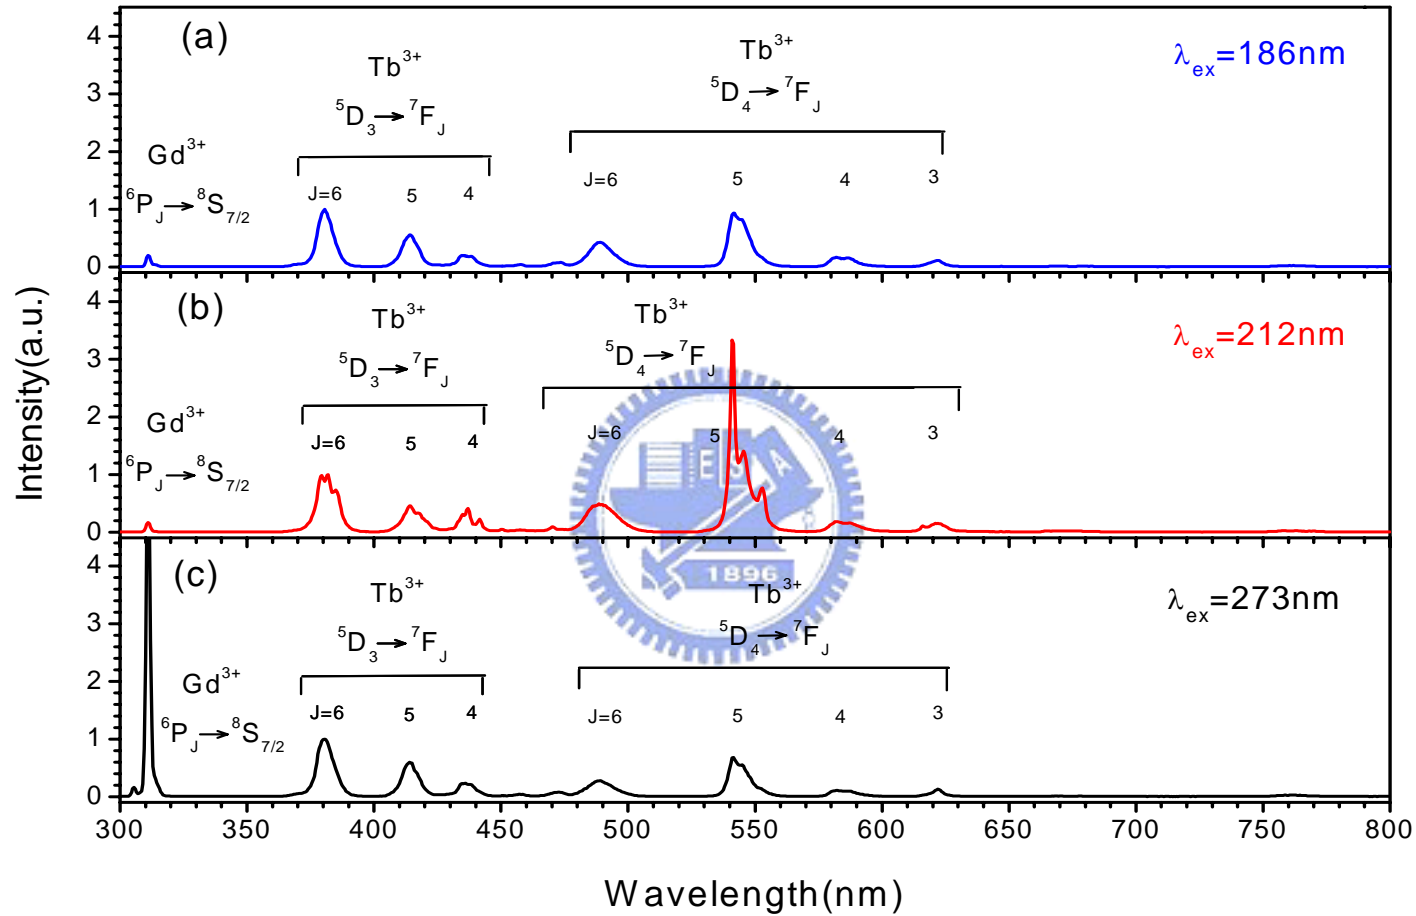 (a)
λex=186nm
Tb3+
5D3→7FJ
Tb3+
5D4→7FJ
Gd3+
6PJ→8S7/2
J=6 5 4
J=6 5 4 3
4
3
2
1
0
(b)
λex=212nm
Tb3+
5D3→7FJ
Tb3+
5D4→7FJ
Gd3+
6PJ→8S7/2
J=6 5 4
J=6 5 4 3
4
3
2
1
0
E S A
1896
(c)
λex=273nm
Tb3+
5D3→7FJ
Tb3+
5D4→7FJ
Gd3+
6PJ→8S7/2
J=6 5 4
J=6 5 4 3
4
3
2
1
0
Intensity(a.u.)
300 350 400 450 500 550 600 650 700 750 800
Wavelength(nm)